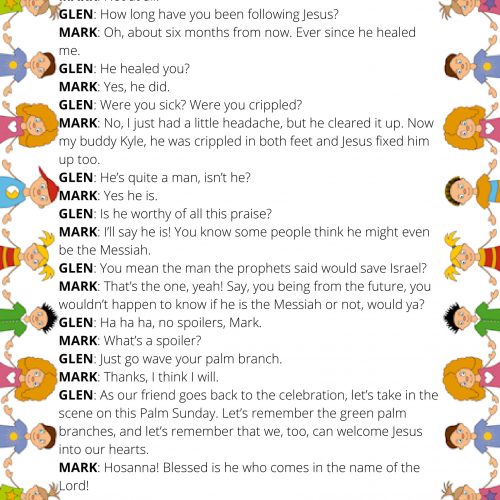 GLEN: How long have you been following Jesus?
MARK: Oh, about six months from now. Ever since he healed
me.
GLEN: He healed you?
MARK: Yes, he did.
GLEN: Were you sick? Were you crippled?
MARK: No, I just had a little headache, but he cleared it up. Now
my buddy Kyle, he was crippled in both feet and Jesus fixed him
up too.
GLEN: He’s quite a man, isn’t he?
MARK: Yes he is.
GLEN: Is he worthy of all this praise?
MARK: I’ll say he is! You know some people think he might even
be the Messiah.
GLEN: You mean the man the prophets said would save Israel?
MARK: That’s the one, yeah! Say, you being from the future, you
wouldn’t happen to know if he is the Messiah or not, would ya?
GLEN: Ha ha ha, no spoilers, Mark.
MARK: What’s a spoiler?
GLEN: Just go wave your palm branch.
MARK: Thanks, I think I will.
GLEN: As our friend goes back to the celebration, let’s take in the
scene on this Palm Sunday. Let’s remember the green palm
branches, and let’s remember that we, too, can welcome Jesus
into our hearts.
MARK: Hosanna! Blessed is he who comes in the name of the
Lord!